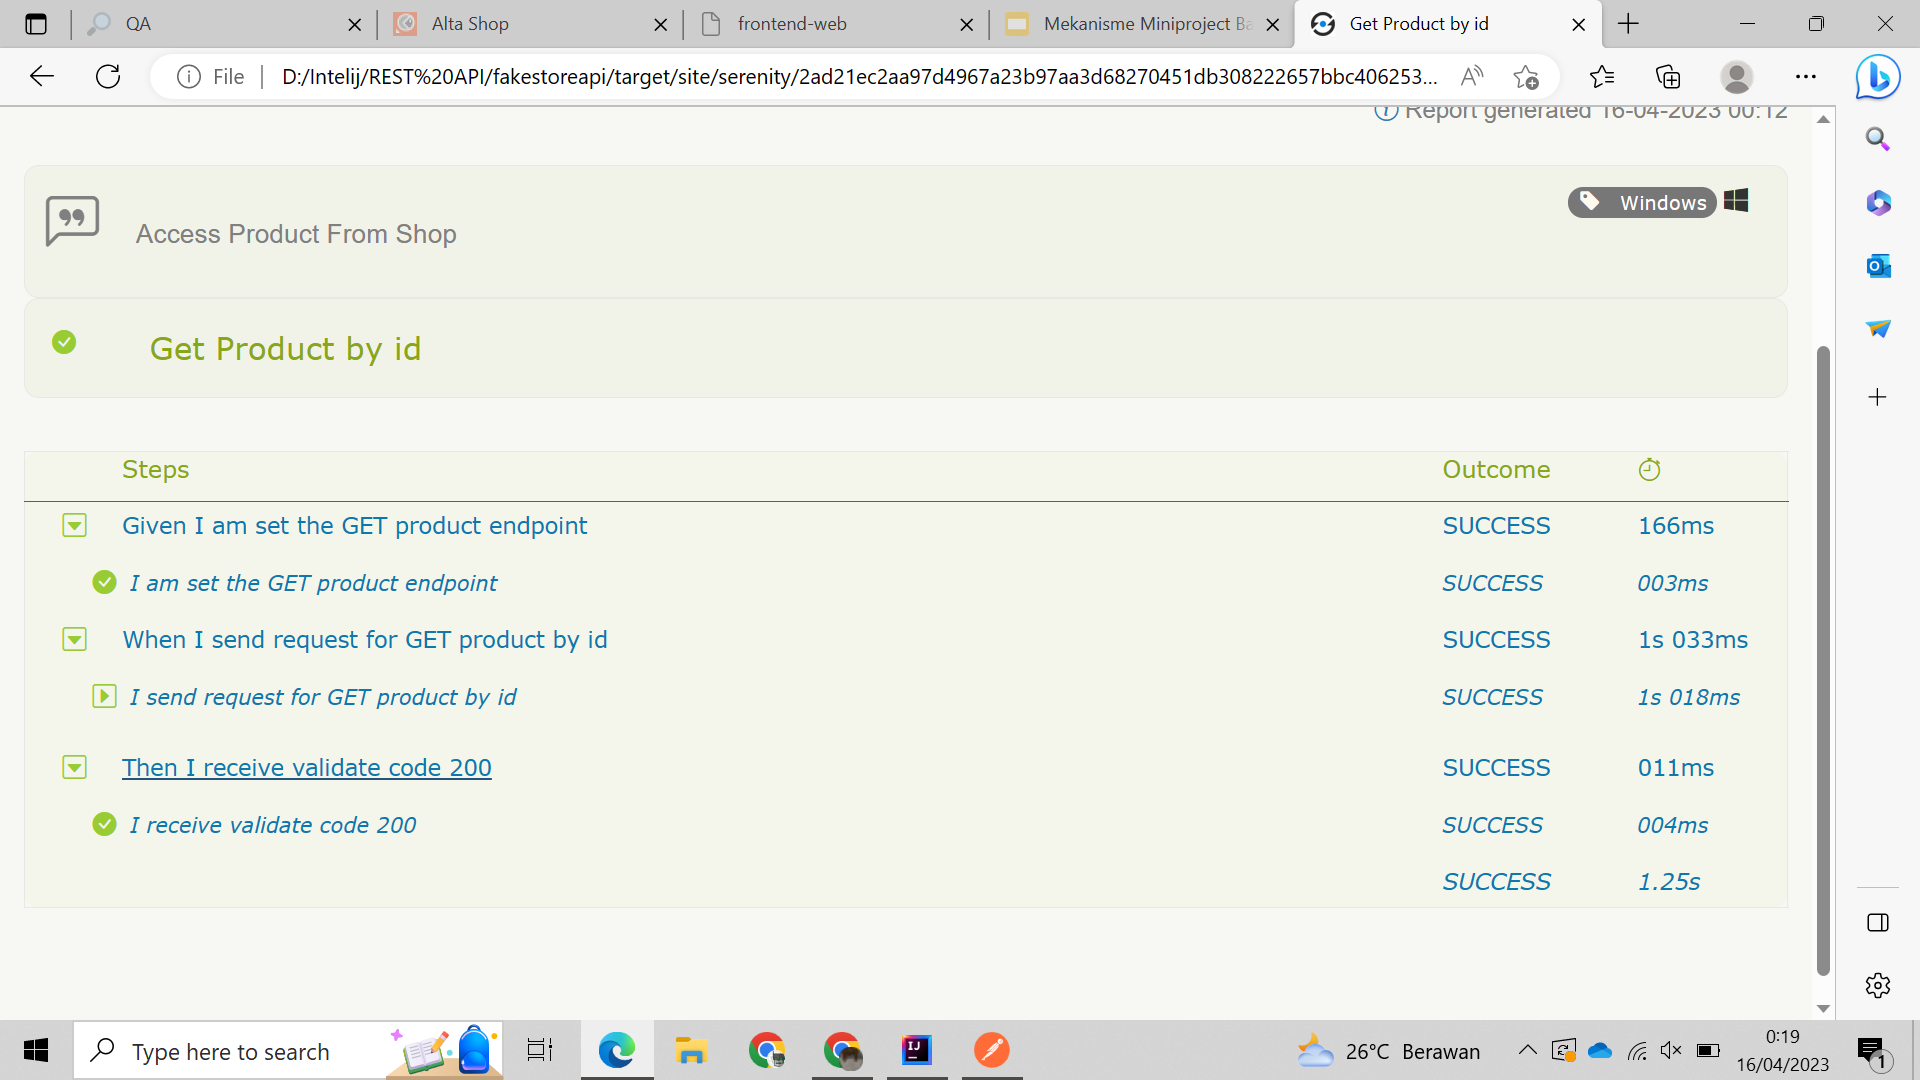 QA
Alta Shop
frontend-web
Mekanisme Miniproject Ba
Get Product by id
File
D:/Intelij/REST%20API/fakestoreapi/target/site/serenity/2ad21ec2aa97d4967a23b97aa3d68270451db308222657bbc406253...
Report generated 16-04-2023 00:12
Windows
Access Product From Shop
Get Product by id
Steps Outcome
Given I am set the GET product endpoint SUCCESS 166ms
I am set the GET product endpoint SUCCESS 003ms
When I send request for GET product by id SUCCESS 1s 033ms
I send request for GET product by id SUCCESS 1s 018ms
Then I receive validate code 200 SUCCESS 011ms
I receive validate code 200 SUCCESS 004ms
SUCCESS 1.25s
Type here to search
26°C Berawan
0:19
16/04/2023
1